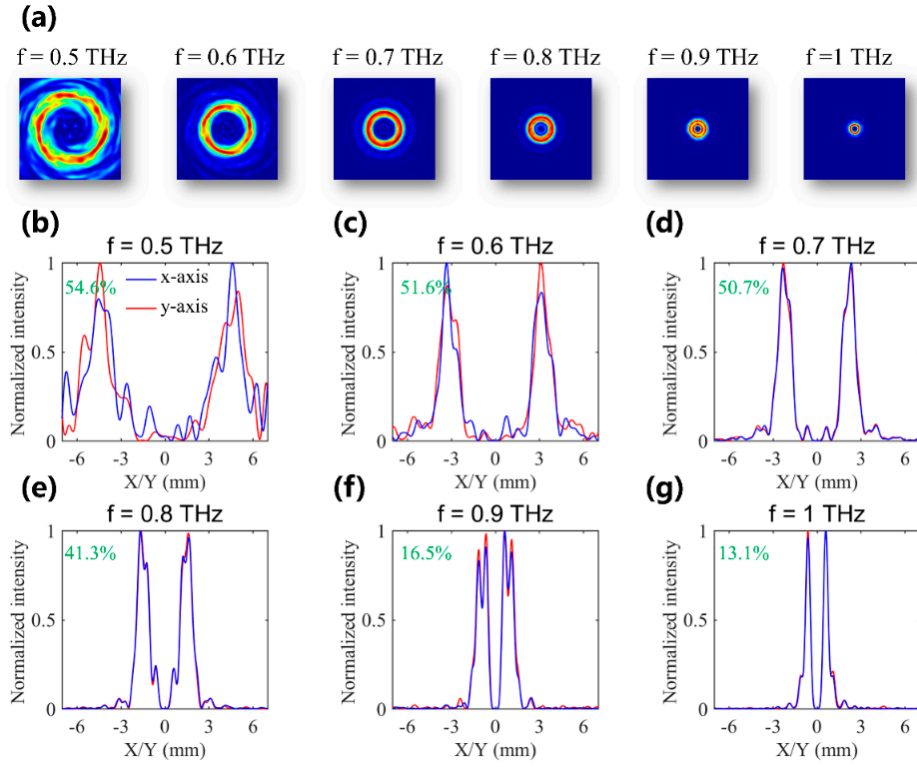 (a)
f = 0.5 THz f = 0.6 THz f = 0.7 THz f = 0.8 THz f = 0.9 THz f =1 THz
(b) (c) (d)
f = 0.5 THz f = 0.6 THz f = 0.7 THz
Normalized intensity Normalized intensity Normalized intensity
1 1 1
54.6% x-axis 51.6% 50.7%
y-axis
0.5 0.5 0.5
0 0 0
-6 -3 0 3 6 -6 -3 0 3 6 -6 -3 0 3 6
X/Y (mm) X/Y (mm) X/Y (mm)
(e) (f) (g)
f = 0.8 THz f = 0.9 THz f = 1 THz
Normalized intensity Normalized intensity Normalized intensity
1 1 1
41.3% 16.5% 13.1%
0.5 0.5 0.5
0 0 0
-6 -3 0 3 6 -6 -3 0 3 6 -6 -3 0 3 6
X/Y (mm) X/Y (mm) X/Y (mm)